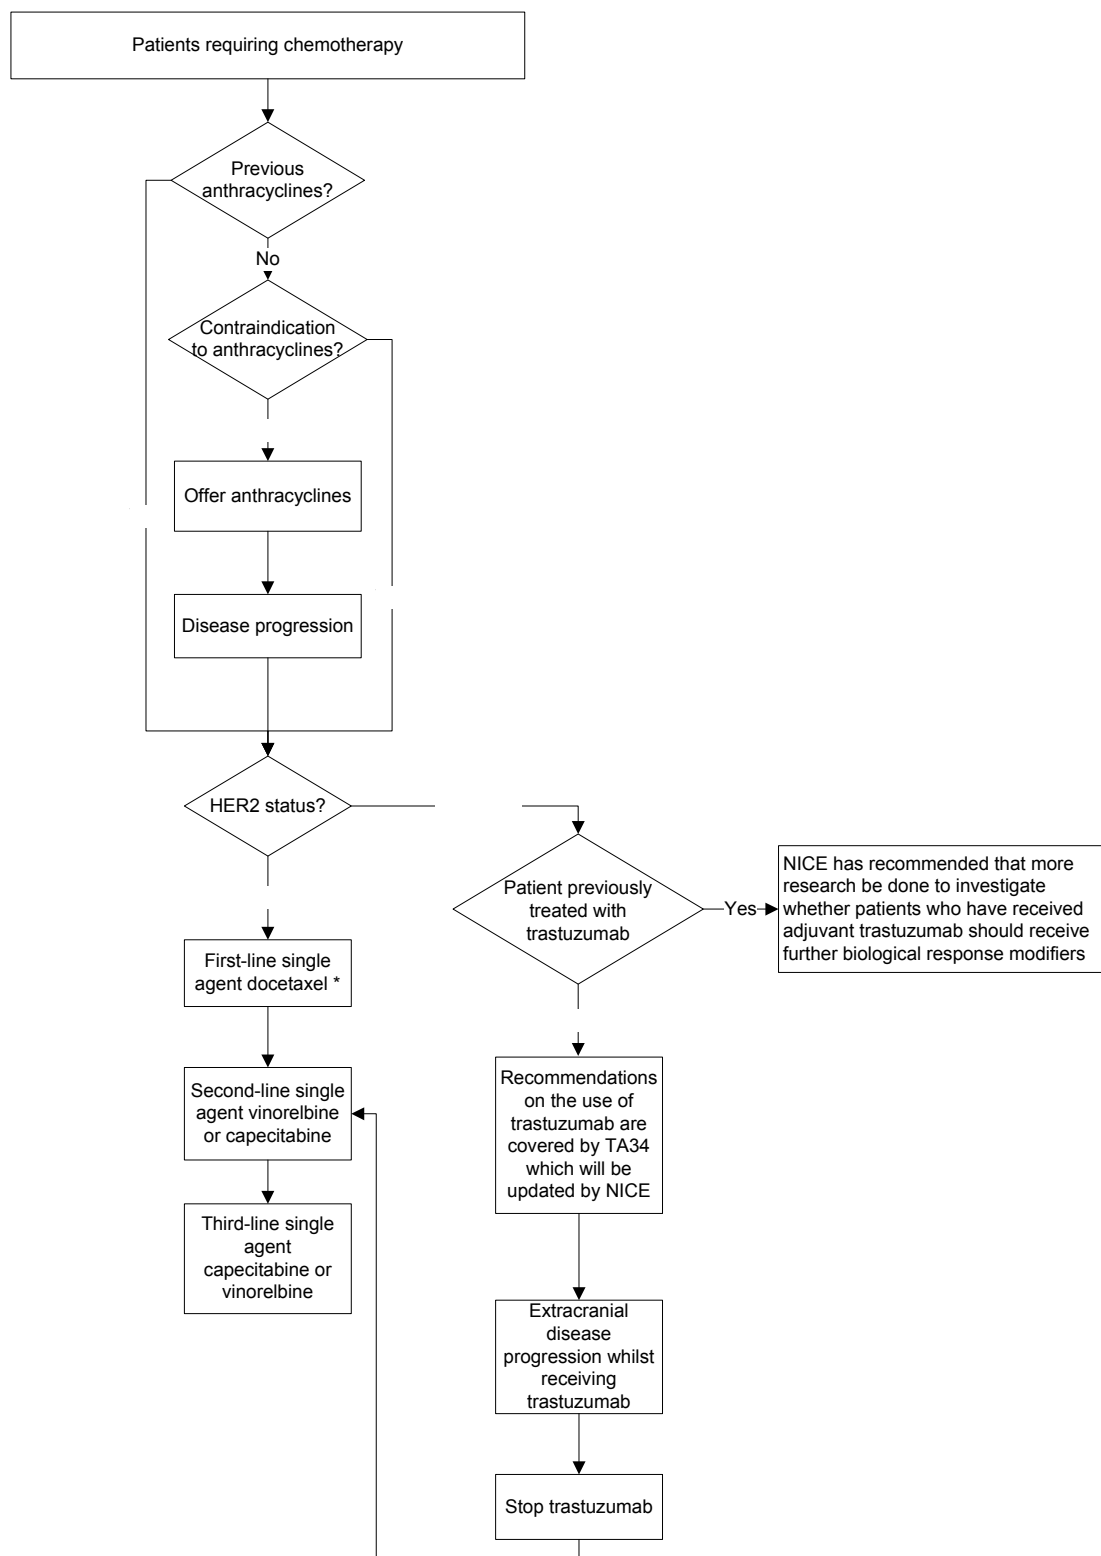 Patients requiring chemotherapy
Previous
anthracyclines?
No
Contraindication
to anthracyclines?
Offer anthracyclines
Disease progression
HER2 status?
Patient previously
treated with
trastuzumab
Yes
NICE has recommended that more
research be done to investigate
whether patients who have received
adjuvant trastuzumab should receive
further biological response modifiers
First-line single
agent docetaxel *
Second-line single
agent vinorelbine
or capecitabine
Third-line single
agent
capecitabine or
vinorelbine
Recommendations
on the use of
trastuzumab are
covered by TA34
which will be
updated by NICE
Extracranial
disease
progression whilst
receiving
trastuzumab
Stop trastuzumab